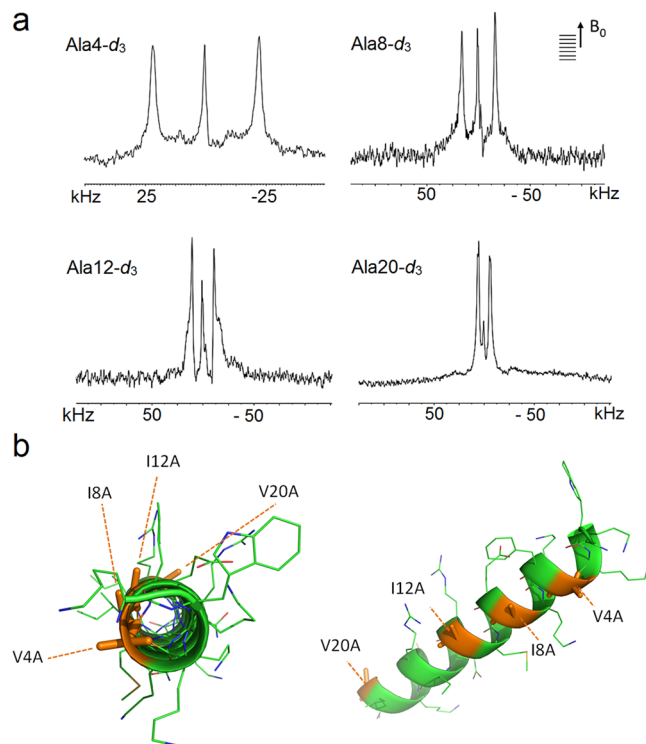 a
Ala4-d₃
Ala8-d₃
B₀
kHz 25 -25
50 - 50 kHz
Ala12-d₃
Ala20-d₃
kHz 50 - 50
kHz 50 - 50
b
I12A
I8A
V20A
V4A
I12A
V4A
I8A
V20A